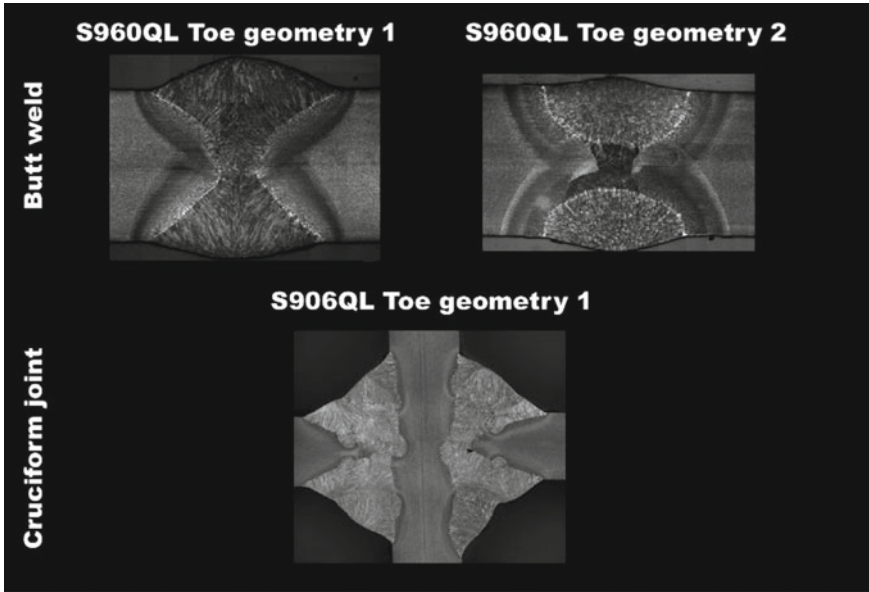 S960QL Toe geometry 1
S960QL Toe geometry 2
Butt weld
S906QL Toe geometry 1
Cruciform joint